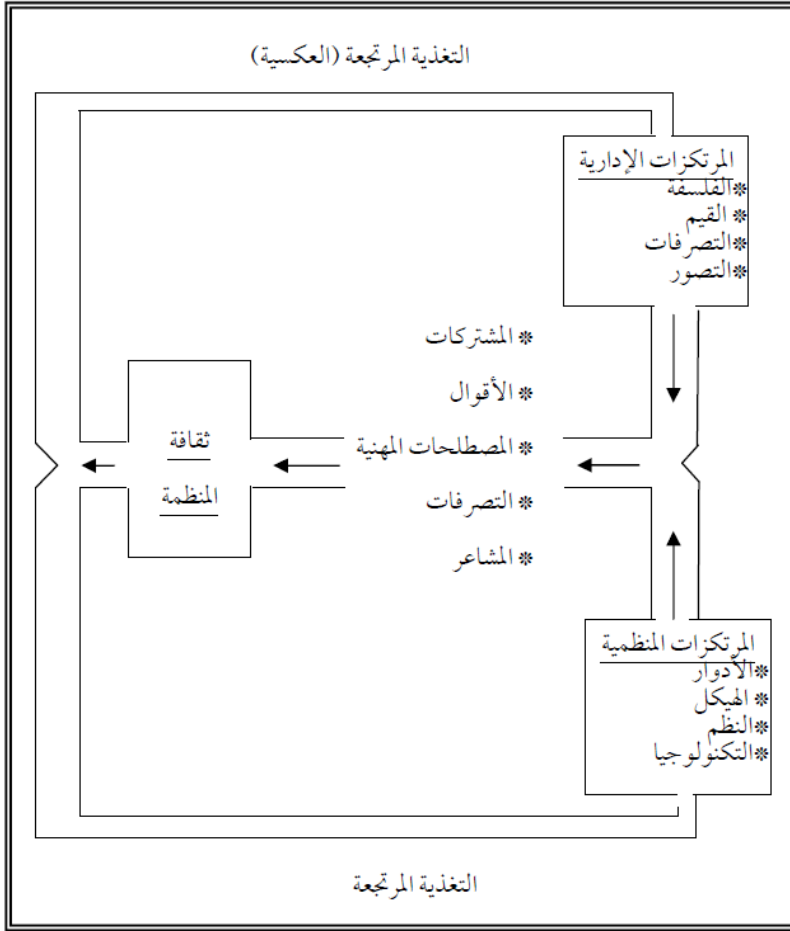 التغذية المرتجعة (العكسية)
المرتكزات الإدارية
*الفلسفة
*القيم
*التصرفات
*التصور
* المشتركات
* الأقوال
* المصطلحات المهنية
* التصرفات
* المشاعر
ثقافة
المنظمة
المرتكزات المنظمية
*الأدوار
*الهيكل
*النظم
*التكنولوجيا
التغذية المرتجعة